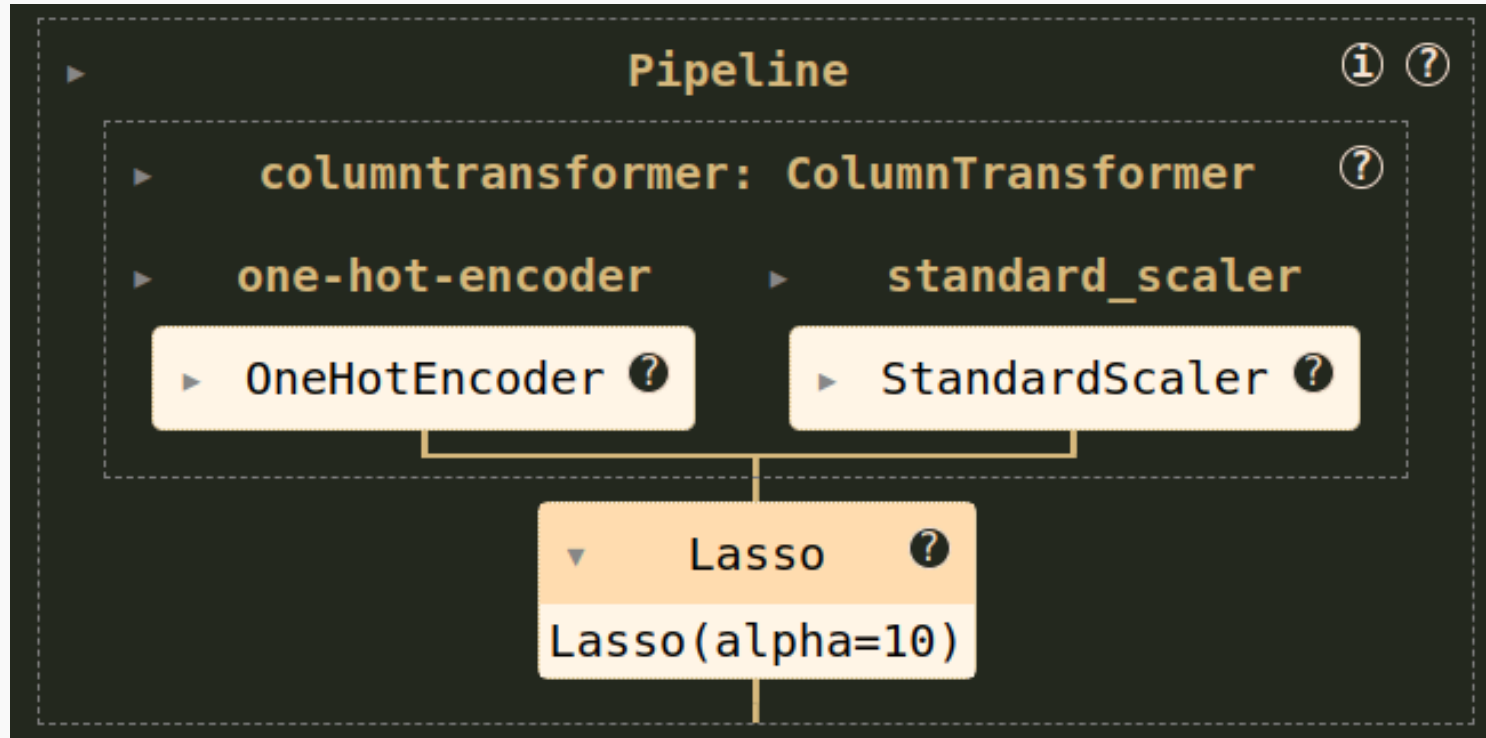 Pipeline i ?
columntransformer: ColumnTransformer ?
one-hot-encoder standard_scaler
OneHotEncoder ? StandardScaler ?
Lasso ?
Lasso(alpha=10)